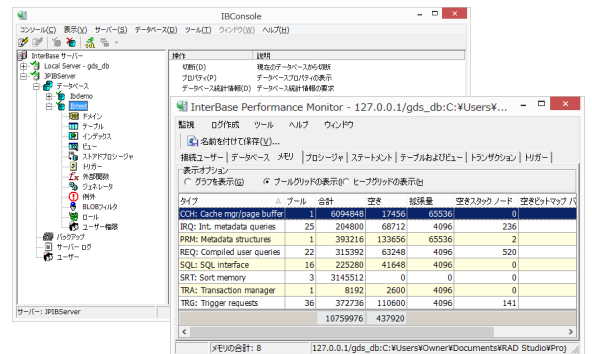 IBConsole
コンソール(C) 表示(V) サーバー(S) データベース(D) ツール(T) ウィンドウ(W) ヘルプ(H)
InterBase サーバー
Local Server - gds_db
JPIBServer
データベース
Ibdemo
Ibtest
ドメイン
テーブル
インデックス
ビュー
ストアドプロシージャ
トリガー
外部関数
ジェネレータ
例外
BLOBフィルタ
ロール
ユーザー権限
バックアップ
サーバー ログ
ユーザー
操作 説明
切断(D) 現在のデータベースから切断
プロパティ(P) データベースプロパティの表示
データベース統計情報(D) データベース統計情報の要求
サーバー: JPIBServer
InterBase Performance Monitor - 127.0.0.1/gds_db:C:¥Users¥...
監視 ログ作成 ツール ヘルプ ウィンドウ
名前を付けて保存(V)...
接続ユーザー データベース メモリ プロシージャ ステートメント テーブルおよびビュー トランザクション トリガー
表示オプション
グラフを表示(G) プールグリッドの表示(I) ヒープグリッドの表示(H)
タイプ プール 合計 空き 拡張量 空きスタック ノード 空きビットマップ バ
CCH: Cache mgr/page buffer 1 6094848 17456 65536 0
IRQ: Int. metadata queries 25 204800 68712 4096 236
PRM: Metadata structures 1 393216 133656 65536 2
REQ: Compiled user queries 22 315392 63248 4096 520
SQL: SQL interface 16 225280 41648 4096 0
SRT: Sort memory 3 3145512 0 0 0
TRA: Transaction manager 1 8192 2600 4096 0
TRG: Trigger requests 36 372736 110600 4096 141
10759976 437920
メモリの合計: 8 127.0.0.1/gds_db:C:¥Users¥Owner¥Documents¥RAD Studio¥Proj